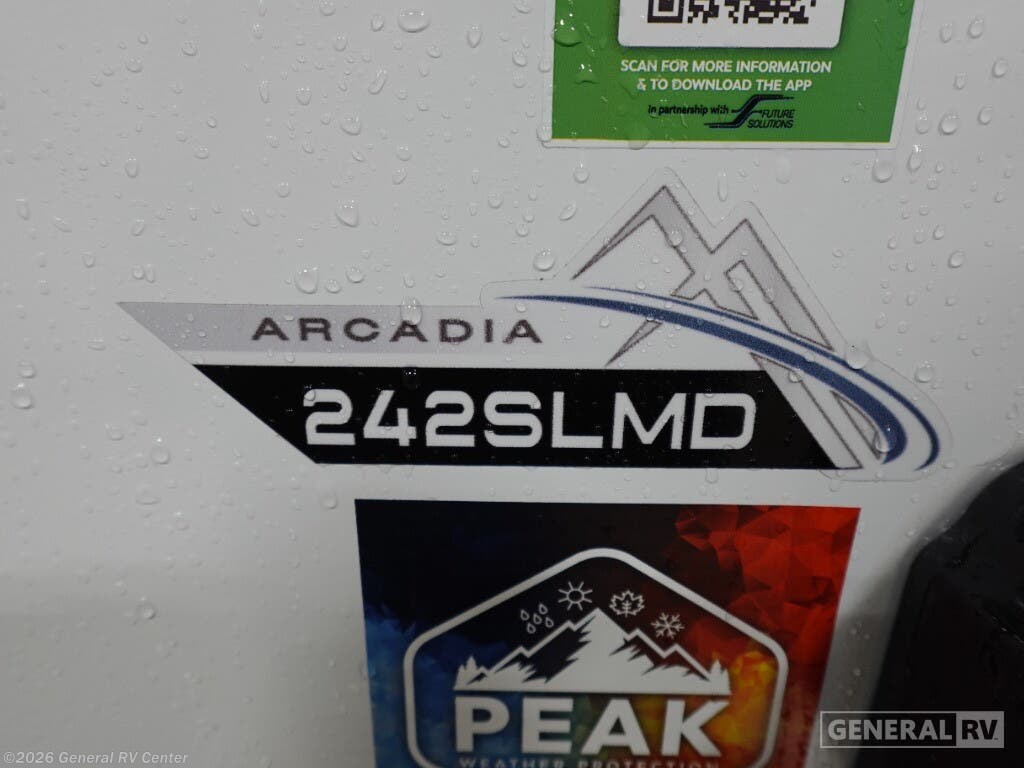 SCAN FOR MORE INFORMATION
& TO DOWNLOAD THE APP
in partnership with FUTURE
SOLUTIONS
ARCADIA
242SLMD
PEAK
WEATHER PROTECTION
GENERAL RV
©2026 General RV Center